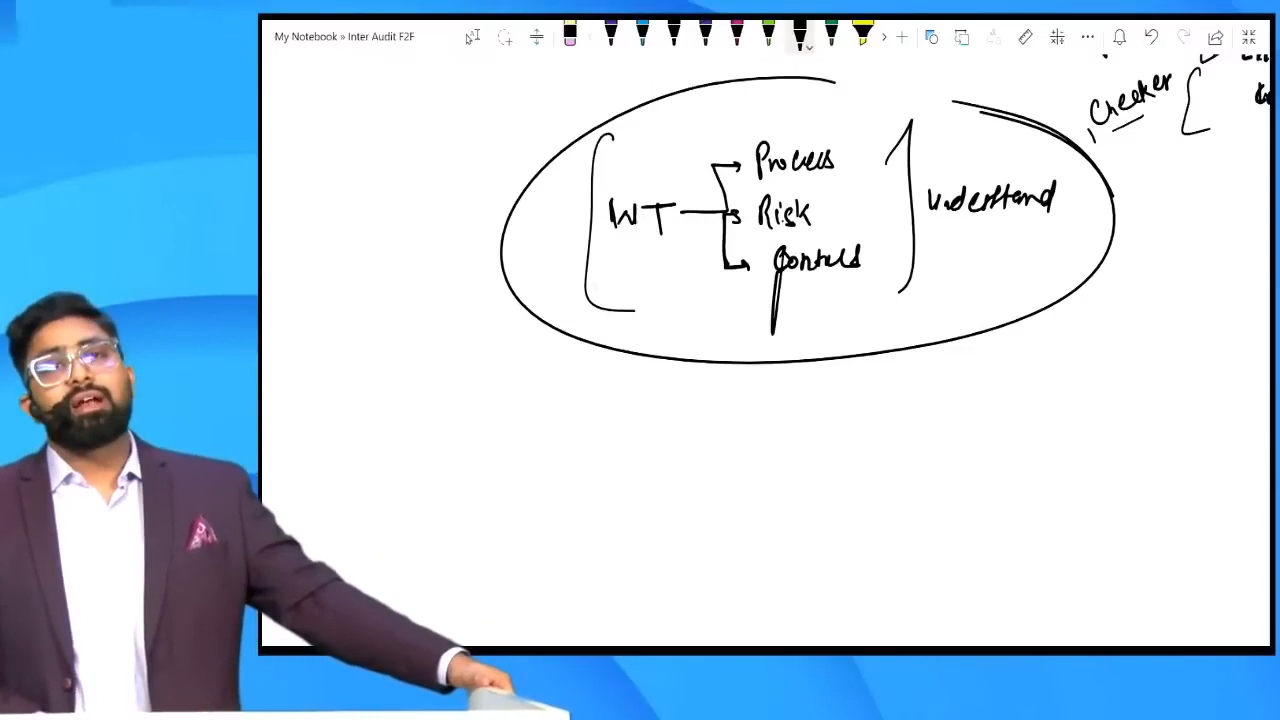 My Notebook » Inter Audit F2F
Checker
Process
WT
Risk
Understand
Controls